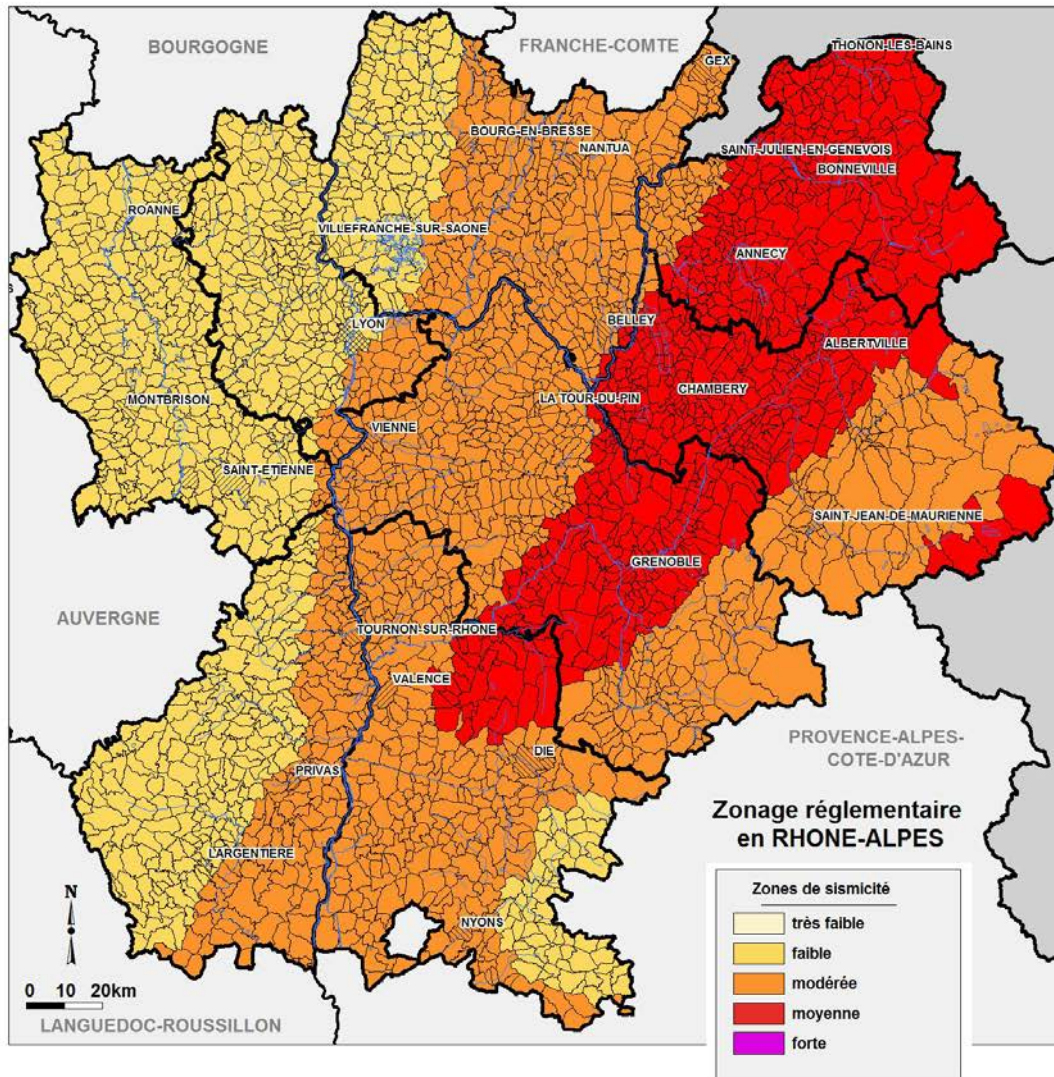 BOURGOGNE
FRANCHE-COMTE
THONON-LES-BAINS
GEX
BOURG-EN-BRESSE
NANTUA
SAINT-JULIEN-EN-GENEVOIS
BONNEVILLE
ROANNE
VILLEFRANCHE-SUR-SAONE
ANNECY
LYON
BELLEY
ALBERTVILLE
CHAMBERY
LA TOUR-DU-PIN
MONTBRISON
VIENNE
SAINT-ETIENNE
SAINT-JEAN-DE-MAURIENNE
GRENOBLE
AUVERGNE
TOURNON-SUR-RHONE
VALENCE
DIE
PROVENCE-ALPES-
COTE-D'AZUR
PRIVAS
LARGENTIERE
NYONS
Zonage réglementaire
en RHONE-ALPES
Zones de sismicité
très faible
faible
modérée
moyenne
forte
N
0 10 20km
LANGUEDOC-ROUSSILLON